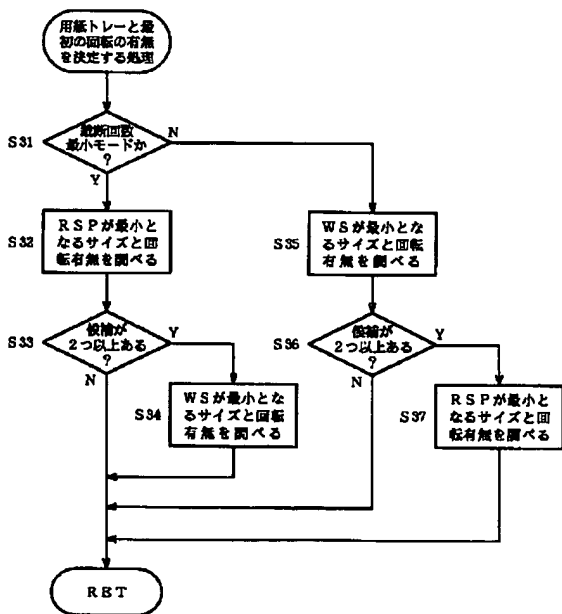 用紙トレーと最
初の回転の有無
を決定する処理
S31
裁断回数
最小モードか
?
N
Y
S32
RSPが最小と
なるサイズと回
転有無を調べる
S35
WSが最小とな
るサイズと回転
有無を調べる
S33
候補が
2つ以上ある
?
Y
N
S36
候補が
2つ以上ある
?
Y
N
S34
WSが最小とな
るサイズと回転
有無を調べる
S37
RSPが最小と
なるサイズと回
転有無を調べる
RET